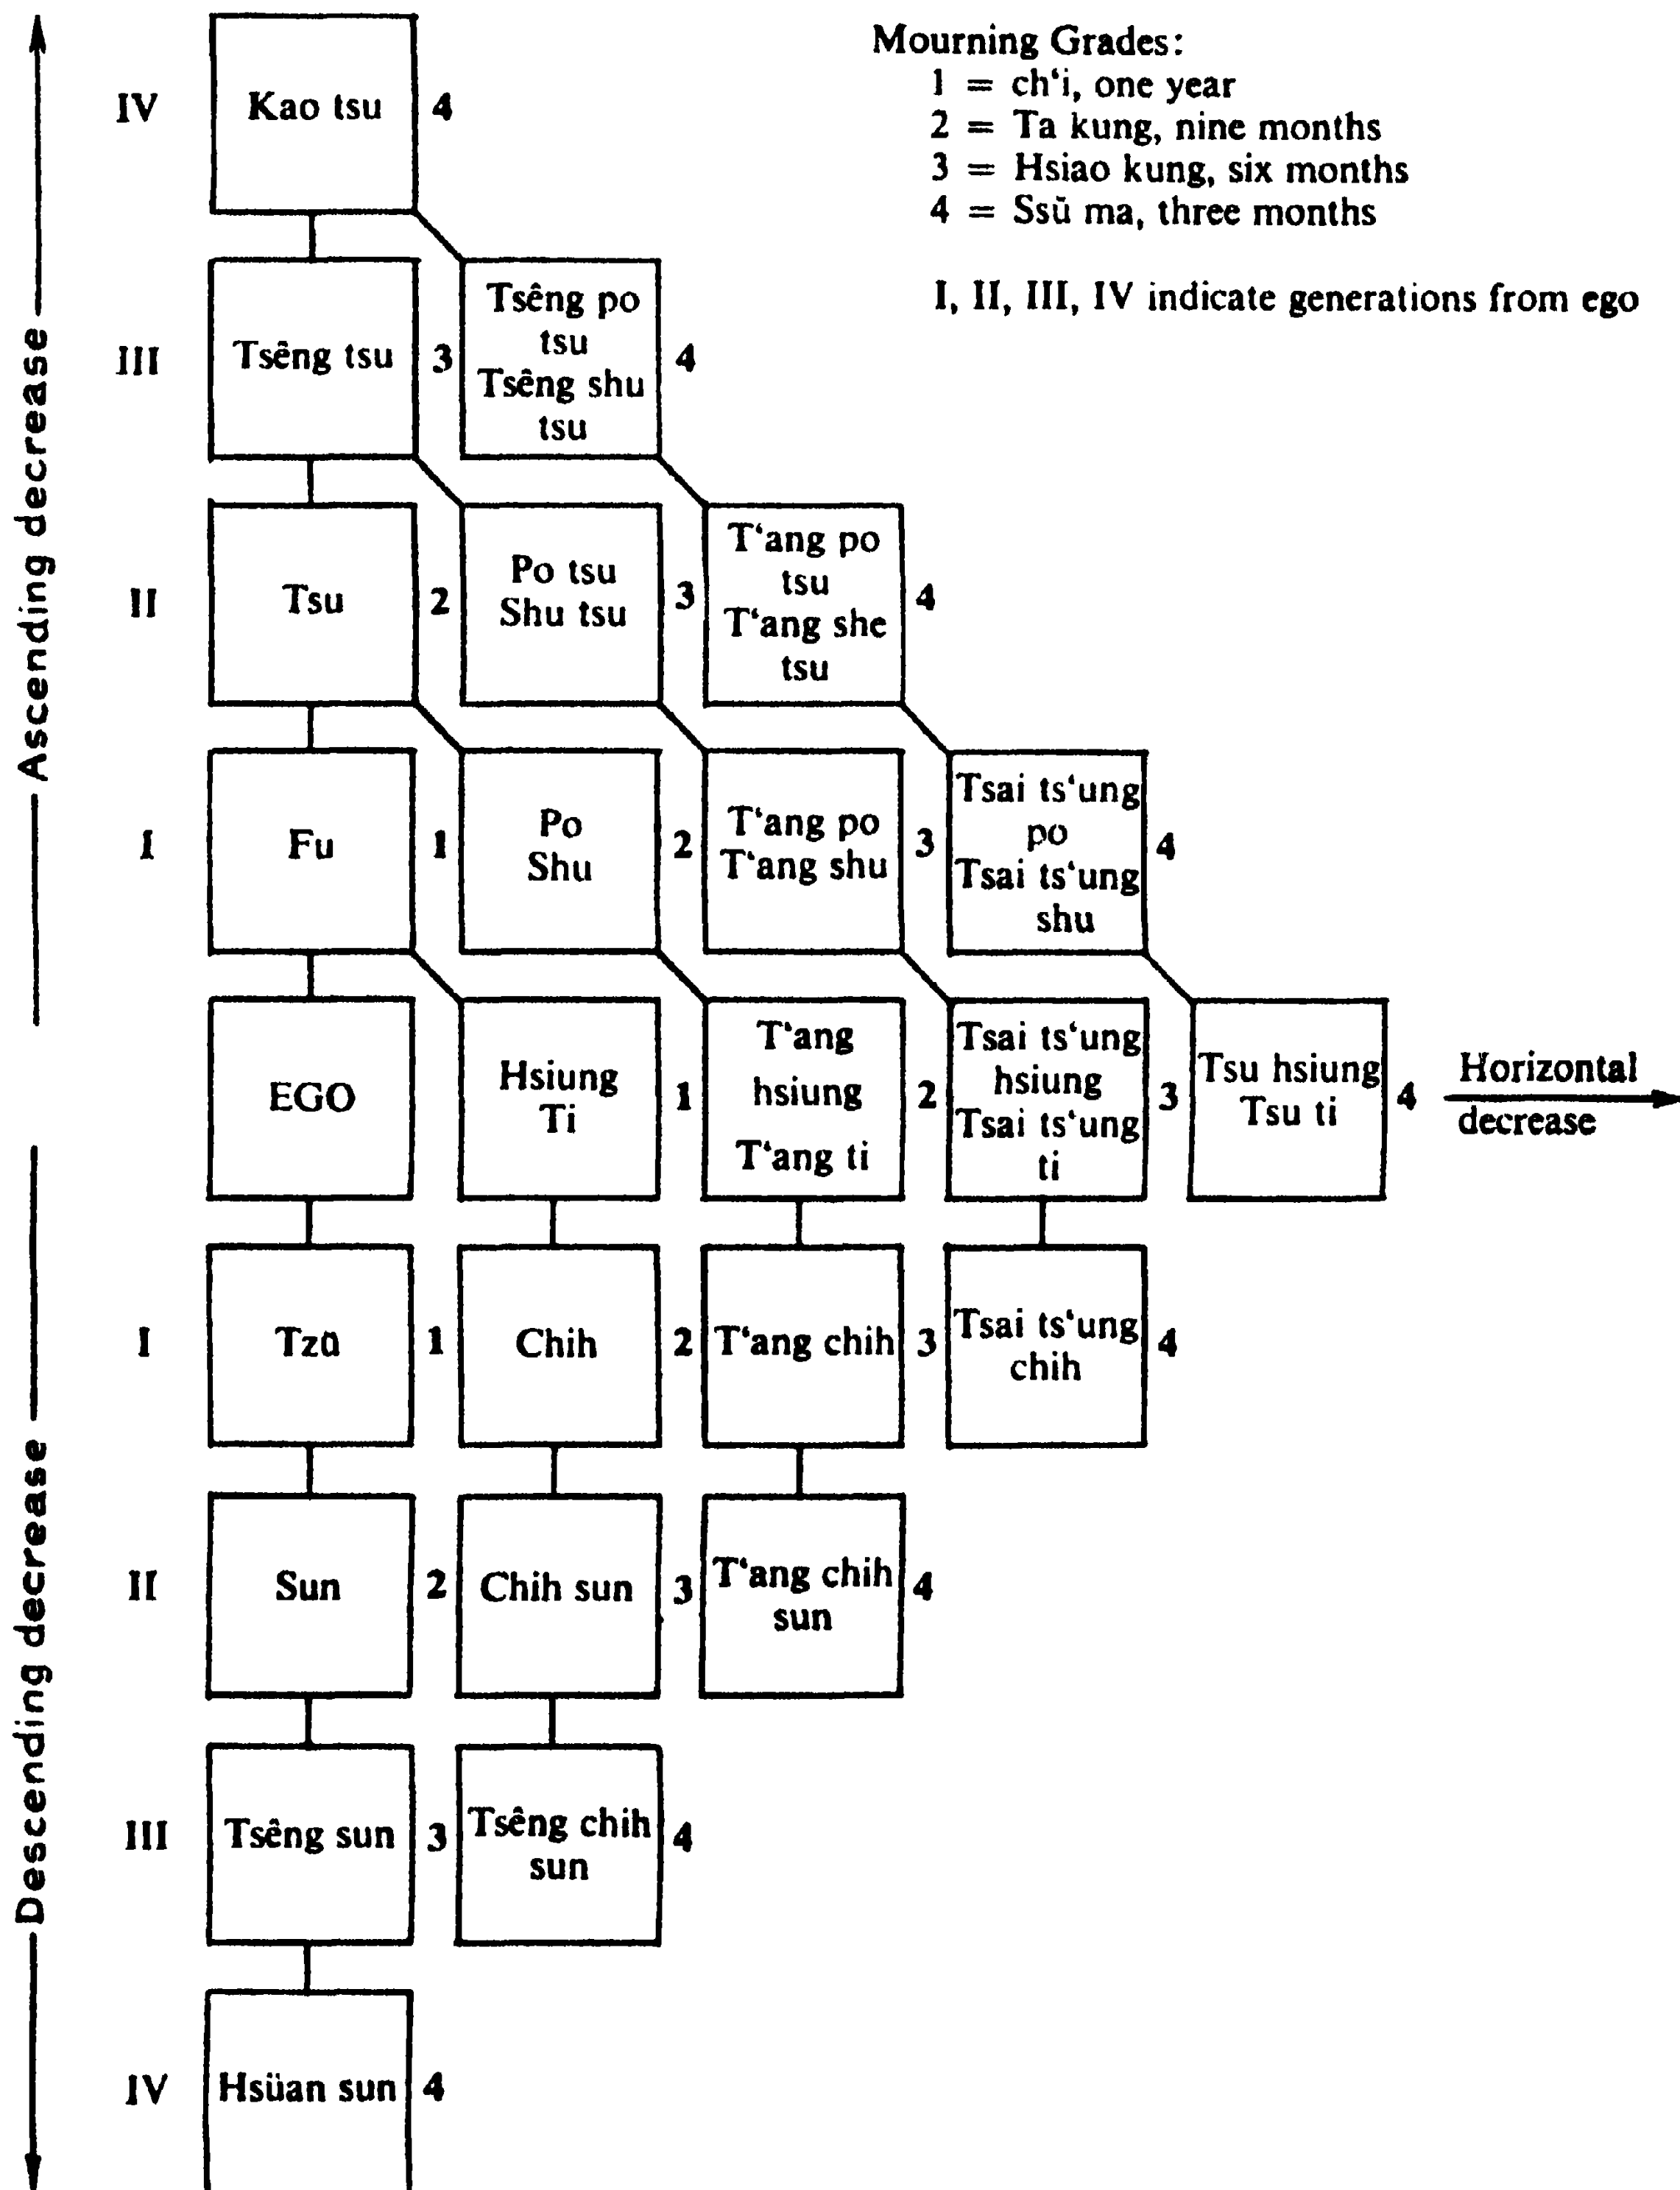 Mourning Grades:
1 = ch‘i, one year
2 = Ta kung, nine months
3 = Hsiao kung, six months
4 = Ssŭ ma, three months
I, II, III, IV indicate generations from ego
Ascending decrease
IV
Kao tsu
4
III
Tsêng tsu
3
Tsêng po
tsu
Tsêng shu
tsu
4
II
Tsu
2
Po tsu
Shu tsu
3
T‘ang po
tsu
T‘ang she
tsu
4
I
Fu
1
Po
Shu
2
T‘ang po
T‘ang shu
3
Tsai ts‘ung
po
Tsai ts‘ung
shu
4
EGO
Hsiung
Ti
1
T‘ang
hsiung
T‘ang ti
2
Tsai ts‘ung
hsiung
Tsai ts‘ung
ti
3
Tsu hsiung
Tsu ti
4
Horizontal
decrease
Descending decrease
I
Tzŭ
1
Chih
2
T‘ang chih
3
Tsai ts‘ung
chih
4
II
Sun
2
Chih sun
3
T‘ang chih
sun
4
III
Tsêng sun
3
Tsêng chih
sun
4
IV
Hsüan sun
4